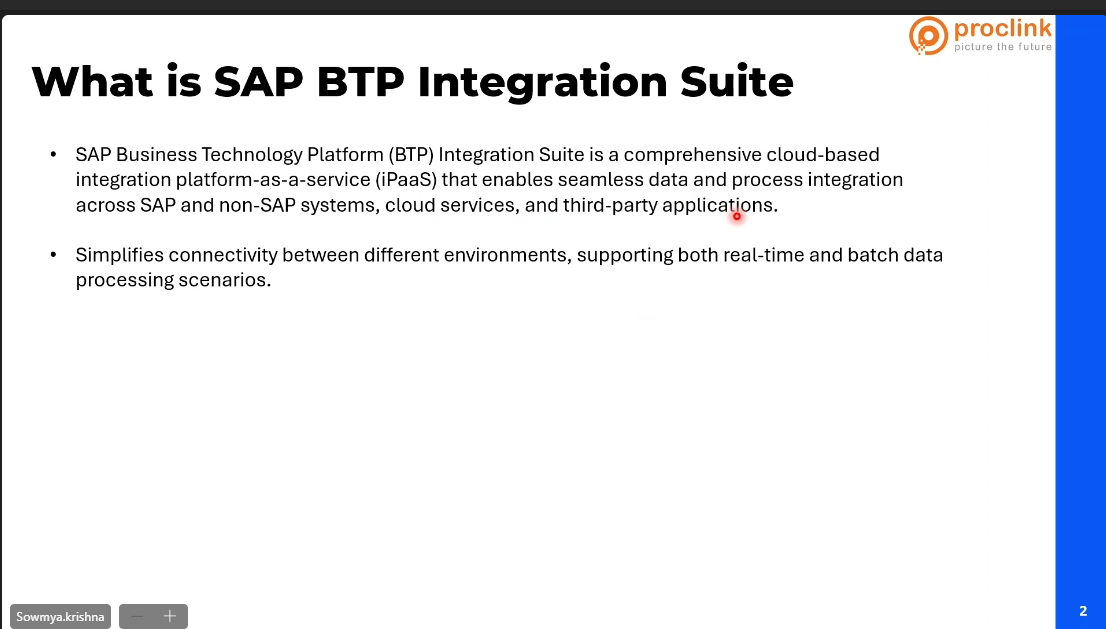 proclink
picture the future
What is SAP BTP Integration Suite
• SAP Business Technology Platform (BTP) Integration Suite is a comprehensive cloud-based
integration platform-as-a-service (iPaaS) that enables seamless data and process integration
across SAP and non-SAP systems, cloud services, and third-party applications.
• Simplifies connectivity between different environments, supporting both real-time and batch data
processing scenarios.
Sowmya.krishna
2